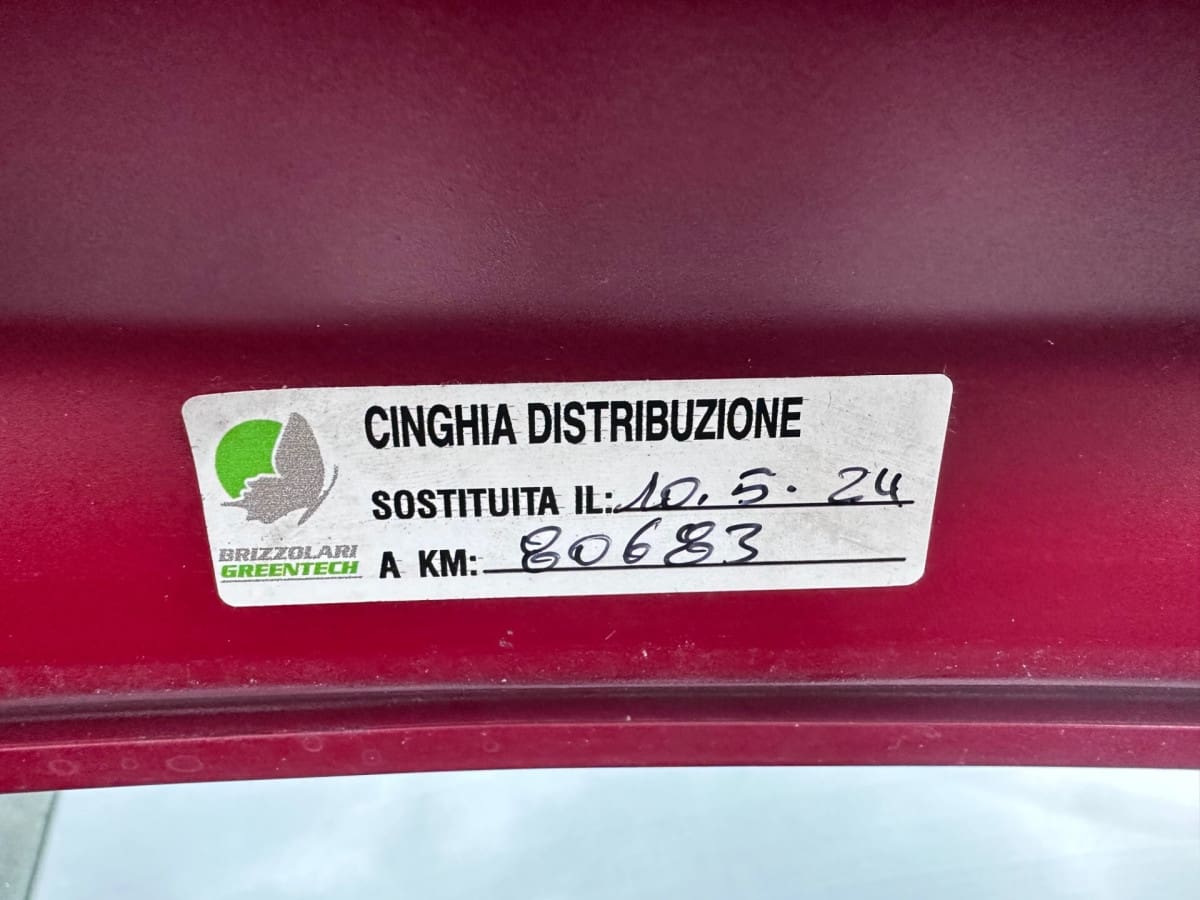 CINGHIA DISTRIBUZIONE
SOSTITUITA IL: 10.5.24
A KM: 80683
BRIZZOLARI
GREENTECH